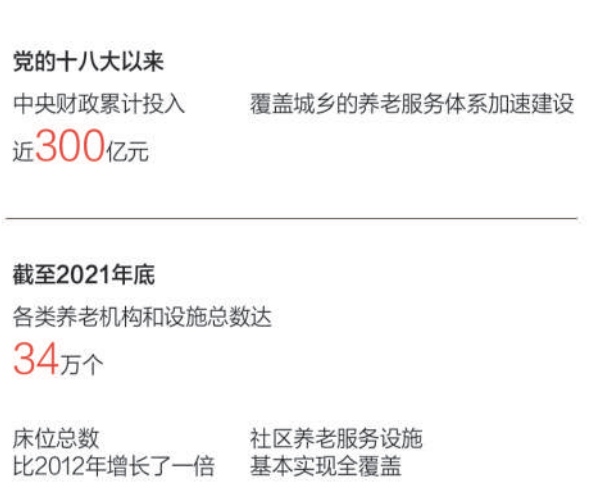 党的十八大以来
中央财政累计投入
近300亿元
覆盖城乡的养老服务体系加速建设
截至2021年底
各类养老机构和设施总数达
34万个
床位总数
比2012年增长了一倍
社区养老服务设施
基本实现全覆盖